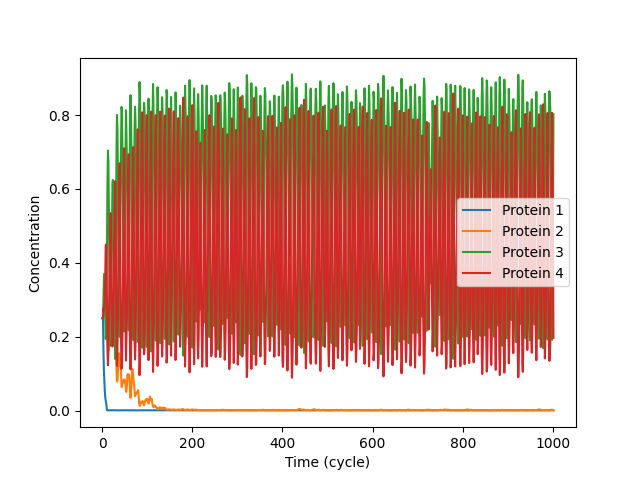 0.8
0.6
0.4
0.2
0.0
Concentration
Protein 1
Protein 2
Protein 3
Protein 4
0 200 400 600 800 1000
Time (cycle)